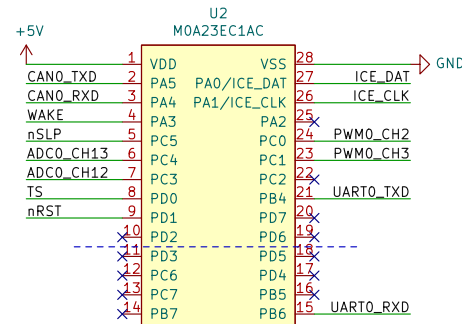 U2
M0A23EC1AC
+5V
1 VDD VSS 28 GND
CAN0_TXD 2 PA5 PA0/ICE_DAT 27 ICE_DAT
CAN0_RXD 3 PA4 PA1/ICE_CLK 26 ICE_CLK
WAKE 4 PA3 PA2 25
nSLP 5 PC5 PC0 24 PWM0_CH2
ADC0_CH13 6 PC4 PC1 23 PWM0_CH3
ADC0_CH12 7 PC3 PC2 22
TS 8 PD0 PB4 21 UART0_TXD
nRST 9 PD1 PD7 20
10 PD2 PD6 19
11 PD3 PD5 18
12 PC6 PD4 17
13 PC7 PB5 16
14 PB7 PB6 15 UART0_RXD